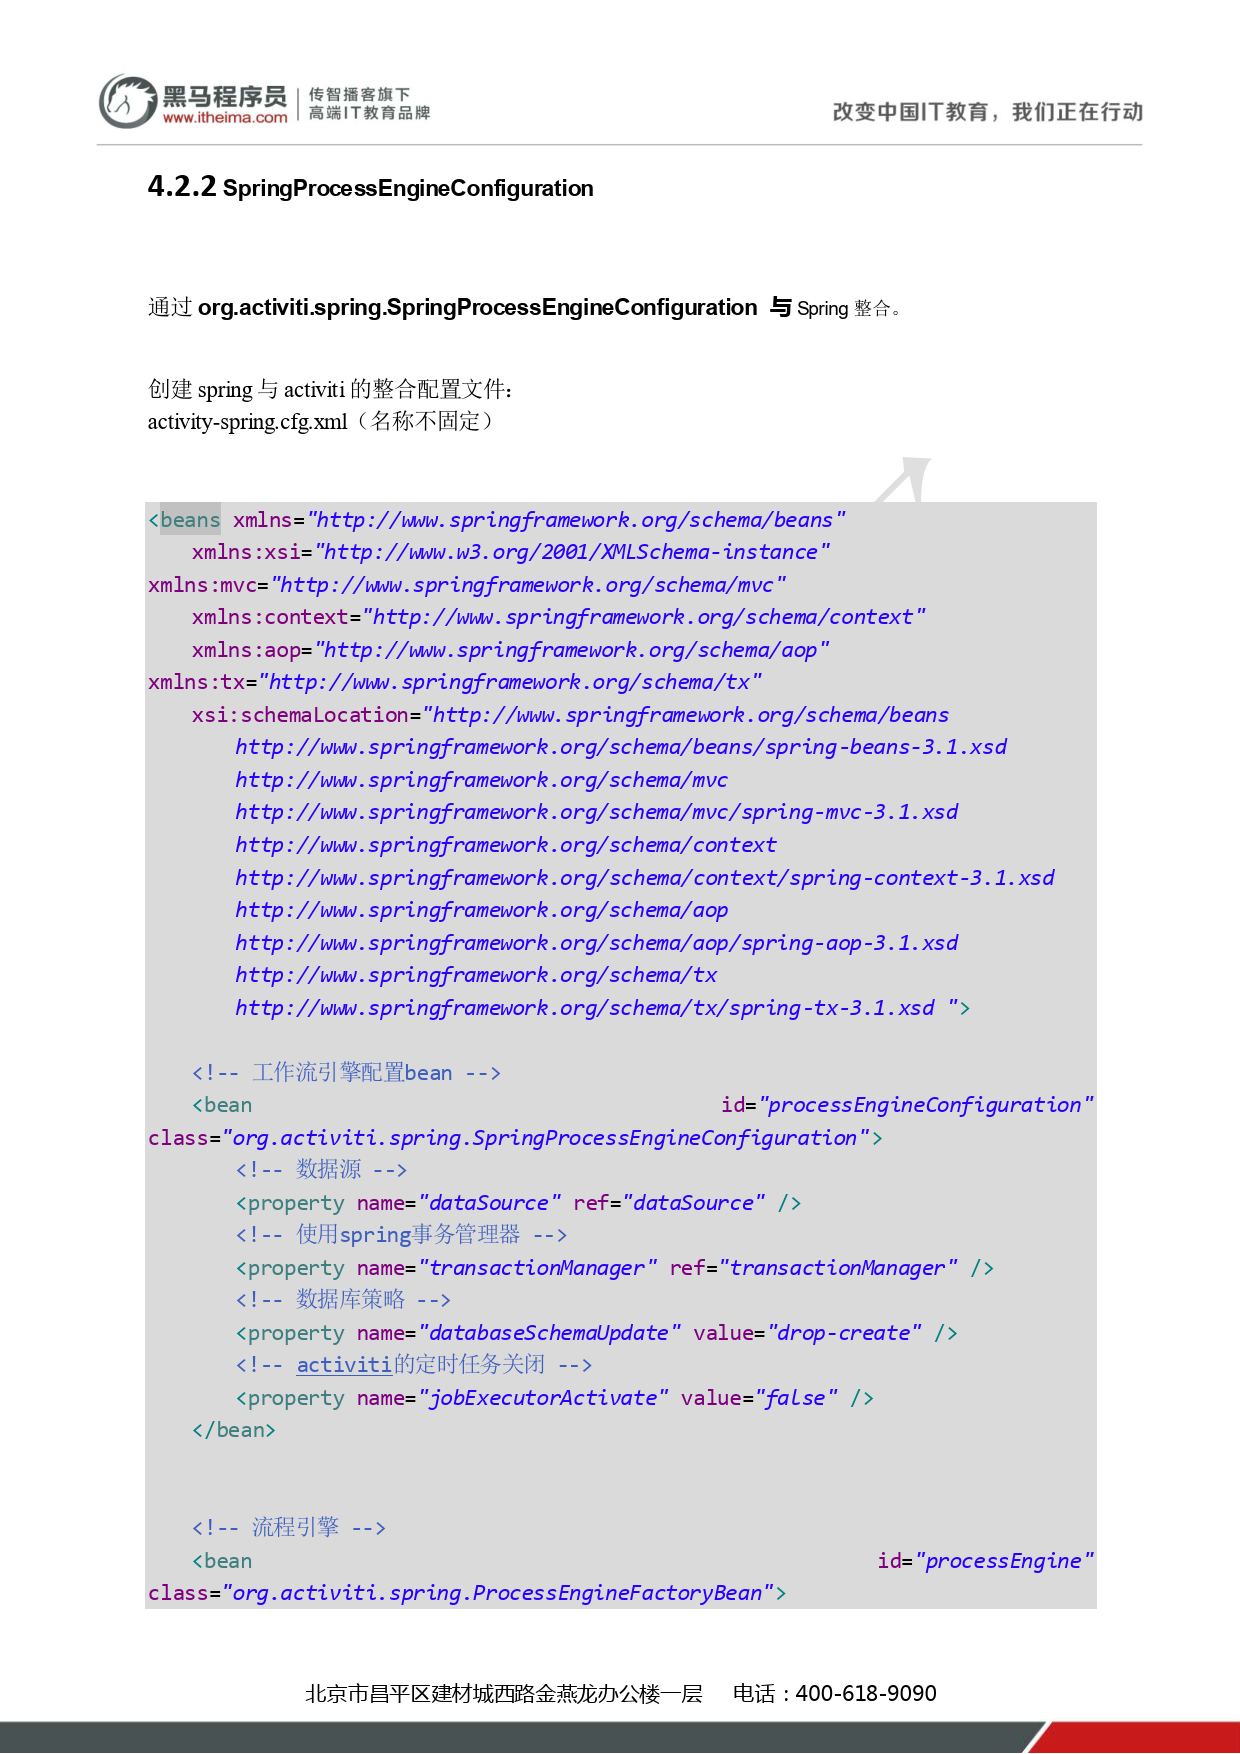 黑马程序员
www.itheima.com
传智播客旗下
高端IT教育品牌
改变中国IT教育，我们正在行动
4.2.2 SpringProcessEngineConfiguration
通过 org.activiti.spring.SpringProcessEngineConfiguration 与 Spring 整合。
创建 spring 与 activiti 的整合配置文件：
activity-spring.cfg.xml（名称不固定）
<beans xmlns="http://www.springframework.org/schema/beans"
xmlns:xsi="http://www.w3.org/2001/XMLSchema-instance"
xmlns:mvc="http://www.springframework.org/schema/mvc"
xmlns:context="http://www.springframework.org/schema/context"
xmlns:aop="http://www.springframework.org/schema/aop"
xmlns:tx="http://www.springframework.org/schema/tx"
xsi:schemaLocation="http://www.springframework.org/schema/beans
http://www.springframework.org/schema/beans/spring-beans-3.1.xsd
http://www.springframework.org/schema/mvc
http://www.springframework.org/schema/mvc/spring-mvc-3.1.xsd
http://www.springframework.org/schema/context
http://www.springframework.org/schema/context/spring-context-3.1.xsd
http://www.springframework.org/schema/aop
http://www.springframework.org/schema/aop/spring-aop-3.1.xsd
http://www.springframework.org/schema/tx
http://www.springframework.org/schema/tx/spring-tx-3.1.xsd ">
<!-- 工作流引擎配置bean -->
<bean id="processEngineConfiguration"
class="org.activiti.spring.SpringProcessEngineConfiguration">
<!-- 数据源 -->
<property name="dataSource" ref="dataSource" />
<!-- 使用spring事务管理器 -->
<property name="transactionManager" ref="transactionManager" />
<!-- 数据库策略 -->
<property name="databaseSchemaUpdate" value="drop-create" />
<!-- activiti的定时任务关闭 -->
<property name="jobExecutorActivate" value="false" />
</bean>
<!-- 流程引擎 -->
<bean id="processEngine"
class="org.activiti.spring.ProcessEngineFactoryBean">
北京市昌平区建材城西路金燕龙办公楼一层 电话：400-618-9090